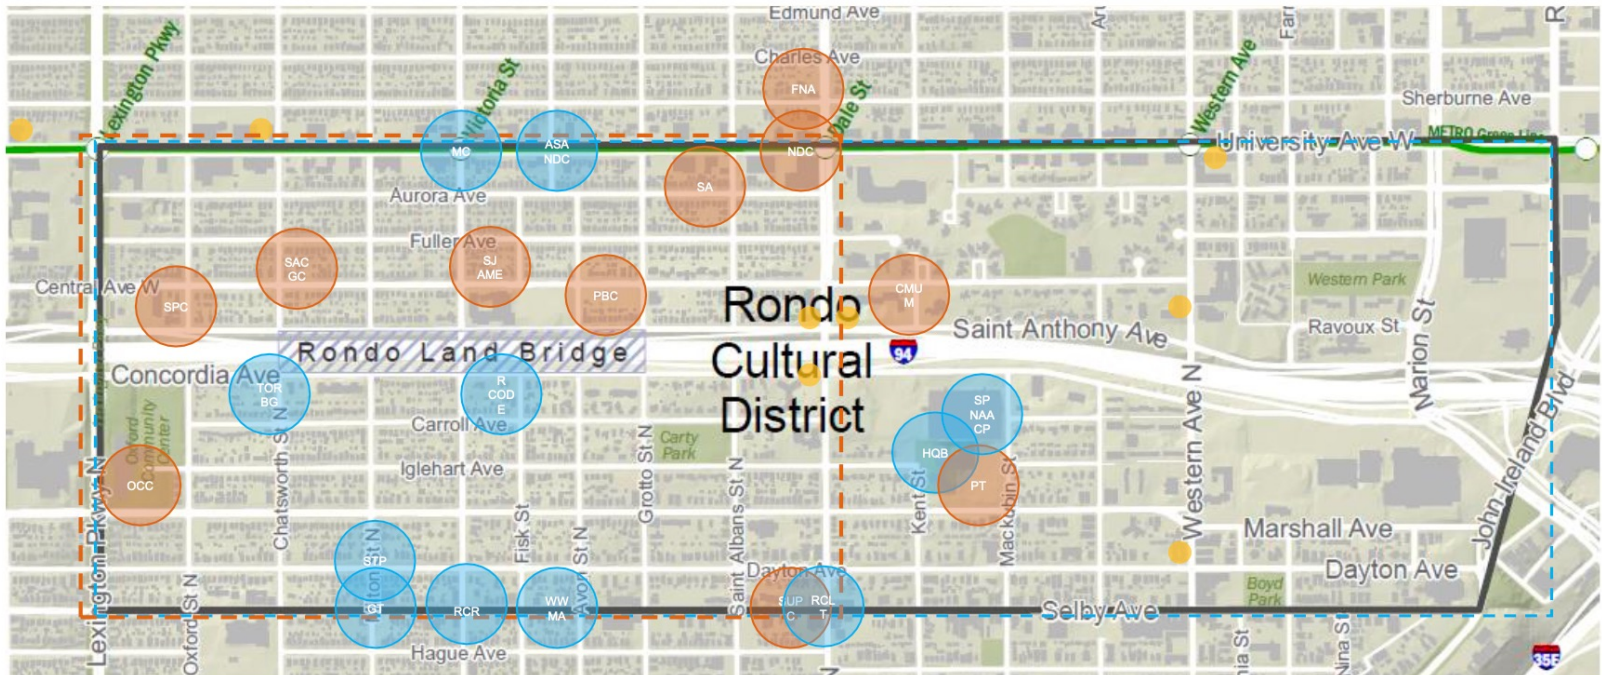 Edmund Ave
Charles Ave
Lexington Pkwy
Victoria St
Dale St
Western Ave
Sherburne Ave
METRO Green Line
University Ave W
FNA
MC
ASA
NDC
NDC
SA
Aurora Ave
Fuller Ave
SAC
GC
SJ
AME
PBC
CMU
M
Central Ave W
SPC
Western Park
Ravoux St
Marion St
Saint Anthony Ave
94
Rondo
Cultural
District
Rondo Land Bridge
Concordia Ave
TOR
BG
R
COD
E
SP
NAA
CP
HQB
PT
Carroll Ave
Carty
Park
Iglehart Ave
Oxford
Community
Center
OCC
Lexington Pkwy N
Chatsworth St N
Oxford St N
Fisk St
Avon St N
Grotto St N
Saint Albans St N
Kent St
Mackubin St
Western Ave N
Marshall Ave
Dayton Ave
Dayton Ave
John Ireland Blvd
Boyd
Park
STP
GT
RCR
WW
MA
SUP
C
RCL
T
Selby Ave
Hague Ave
Nina St
35E